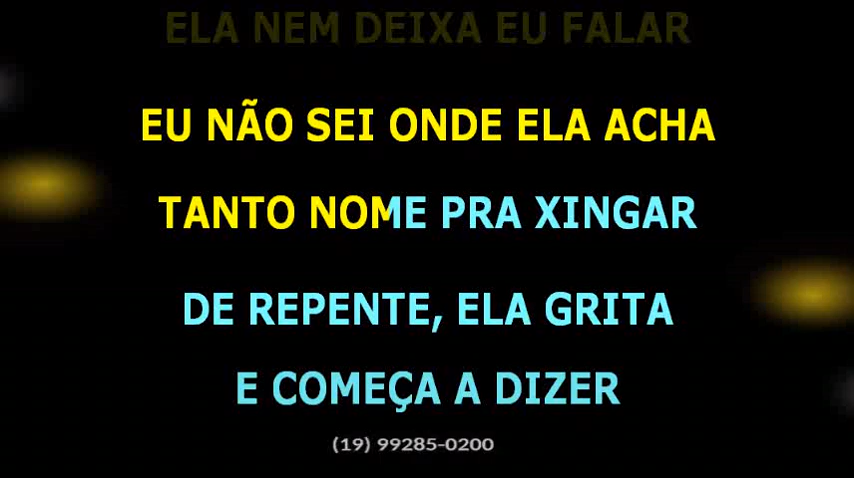 ELA NEM DEIXA EU FALAR
EU NÃO SEI ONDE ELA ACHA
TANTO NOME PRA XINGAR
DE REPENTE, ELA GRITA
E COMEÇA A DIZER
(19) 99285-0200